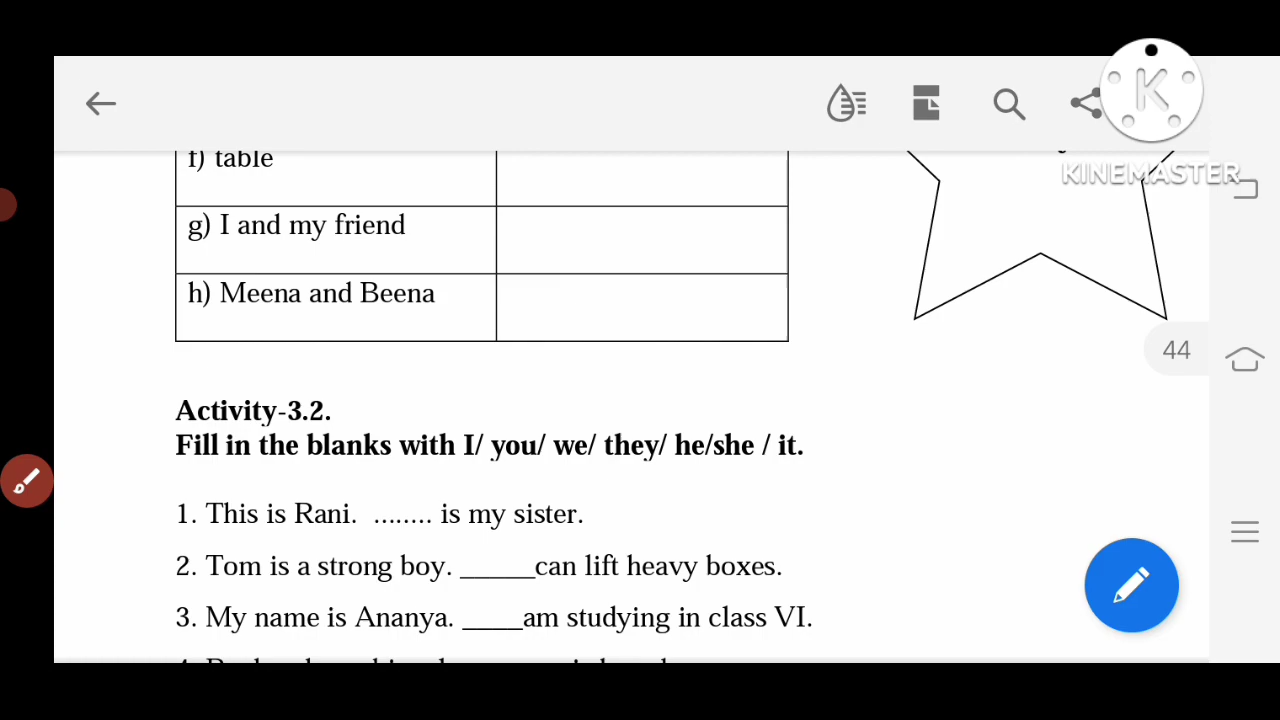 KINEMASTER
f) table
g) I and my friend
h) Meena and Beena
44
Activity-3.2.
Fill in the blanks with I/ you/ we/ they/ he/she / it.
1. This is Rani. ........ is my sister.
2. Tom is a strong boy. _____can lift heavy boxes.
3. My name is Ananya. ____am studying in class VI.